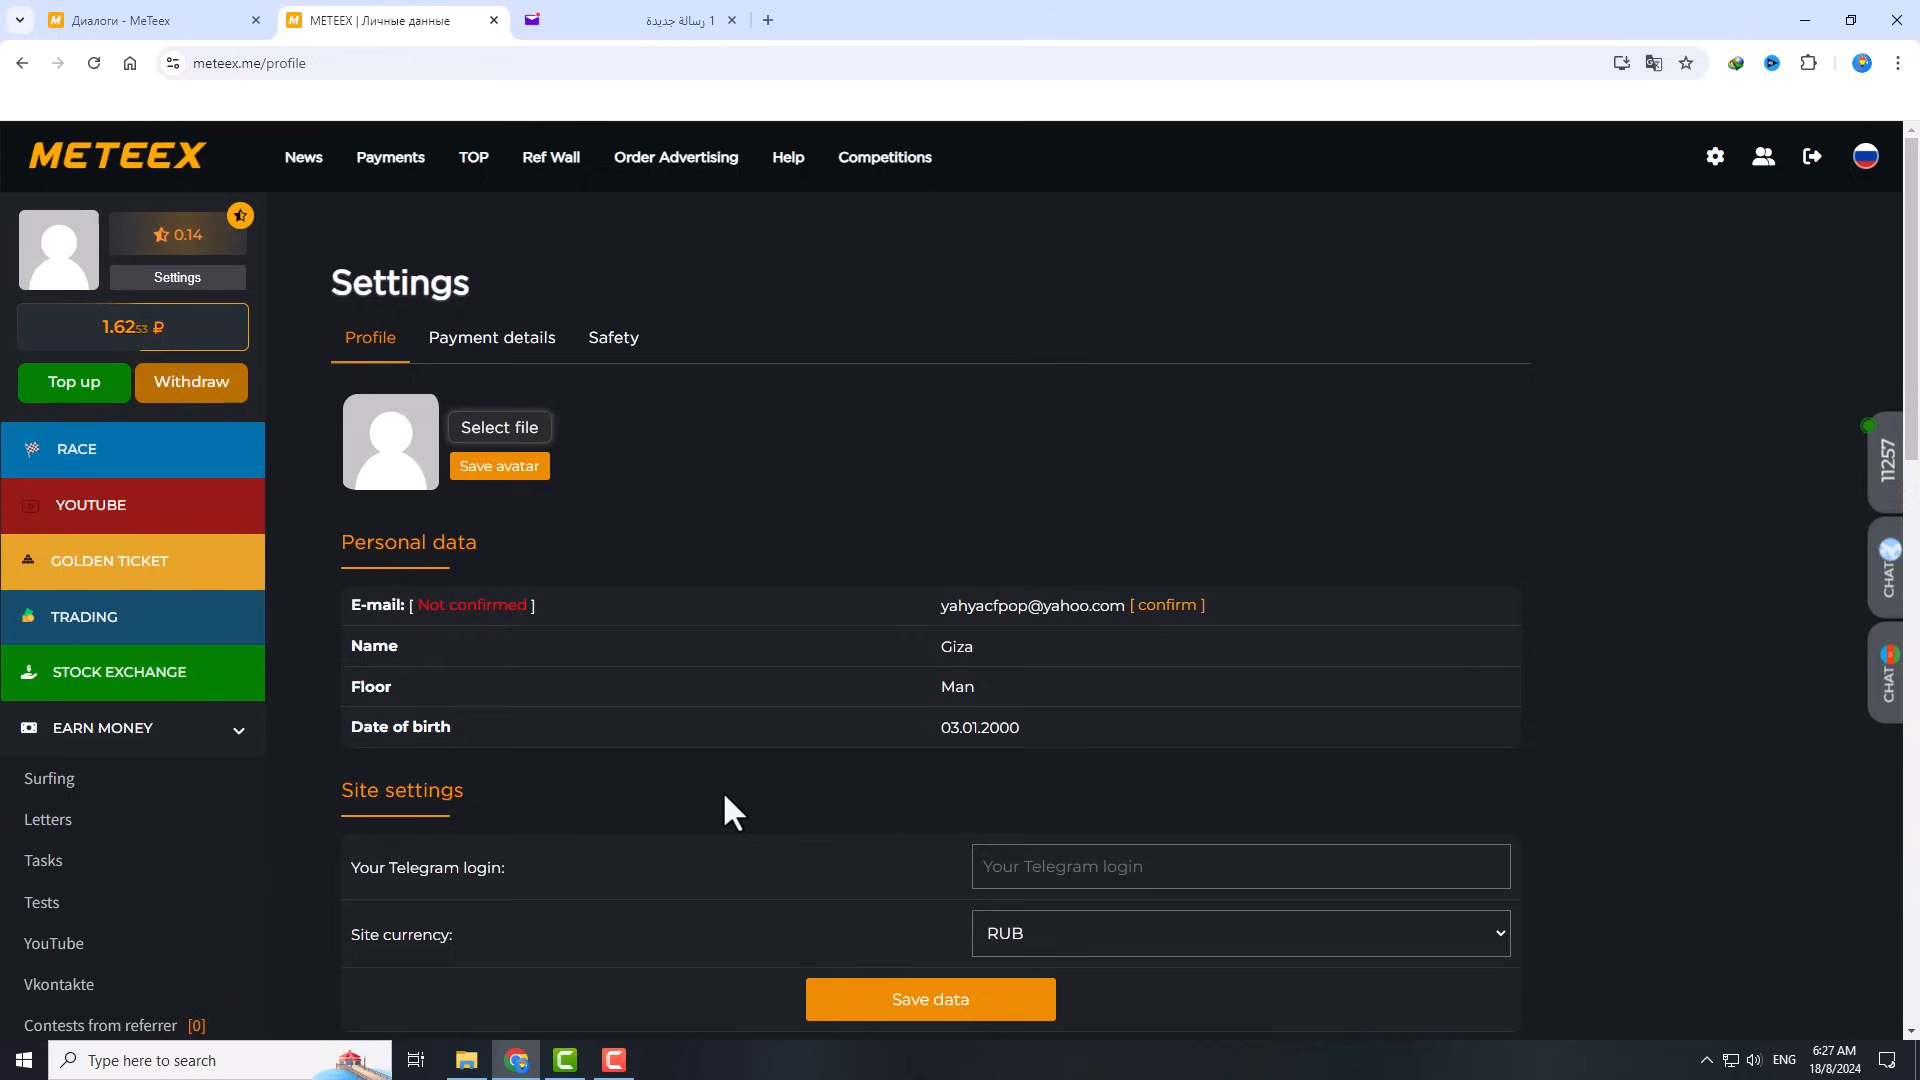 Диалоги - MeTeex
METEEX | Личные данные
1 رسالة جديدة
meteex.me/profile
METEEX
News
Payments
TOP
Ref Wall
Order Advertising
Help
Competitions
0.14
Settings
1.6253 ₽
Top up
Withdraw
RACE
YOUTUBE
GOLDEN TICKET
TRADING
STOCK EXCHANGE
EARN MONEY
Surfing
Letters
Tasks
Tests
YouTube
Vkontakte
Contests from referrer [0]
Settings
Profile
Payment details
Safety
Select file
Save avatar
Personal data
E-mail: [ Not confirmed ]
yahyacfpop@yahoo.com [ confirm ]
Name
Giza
Floor
Man
Date of birth
03.01.2000
Site settings
Your Telegram login:
Your Telegram login
Site currency:
RUB
Save data
11257
CHAT
CHAT
Type here to search
ENG
6:27 AM
18/8/2024